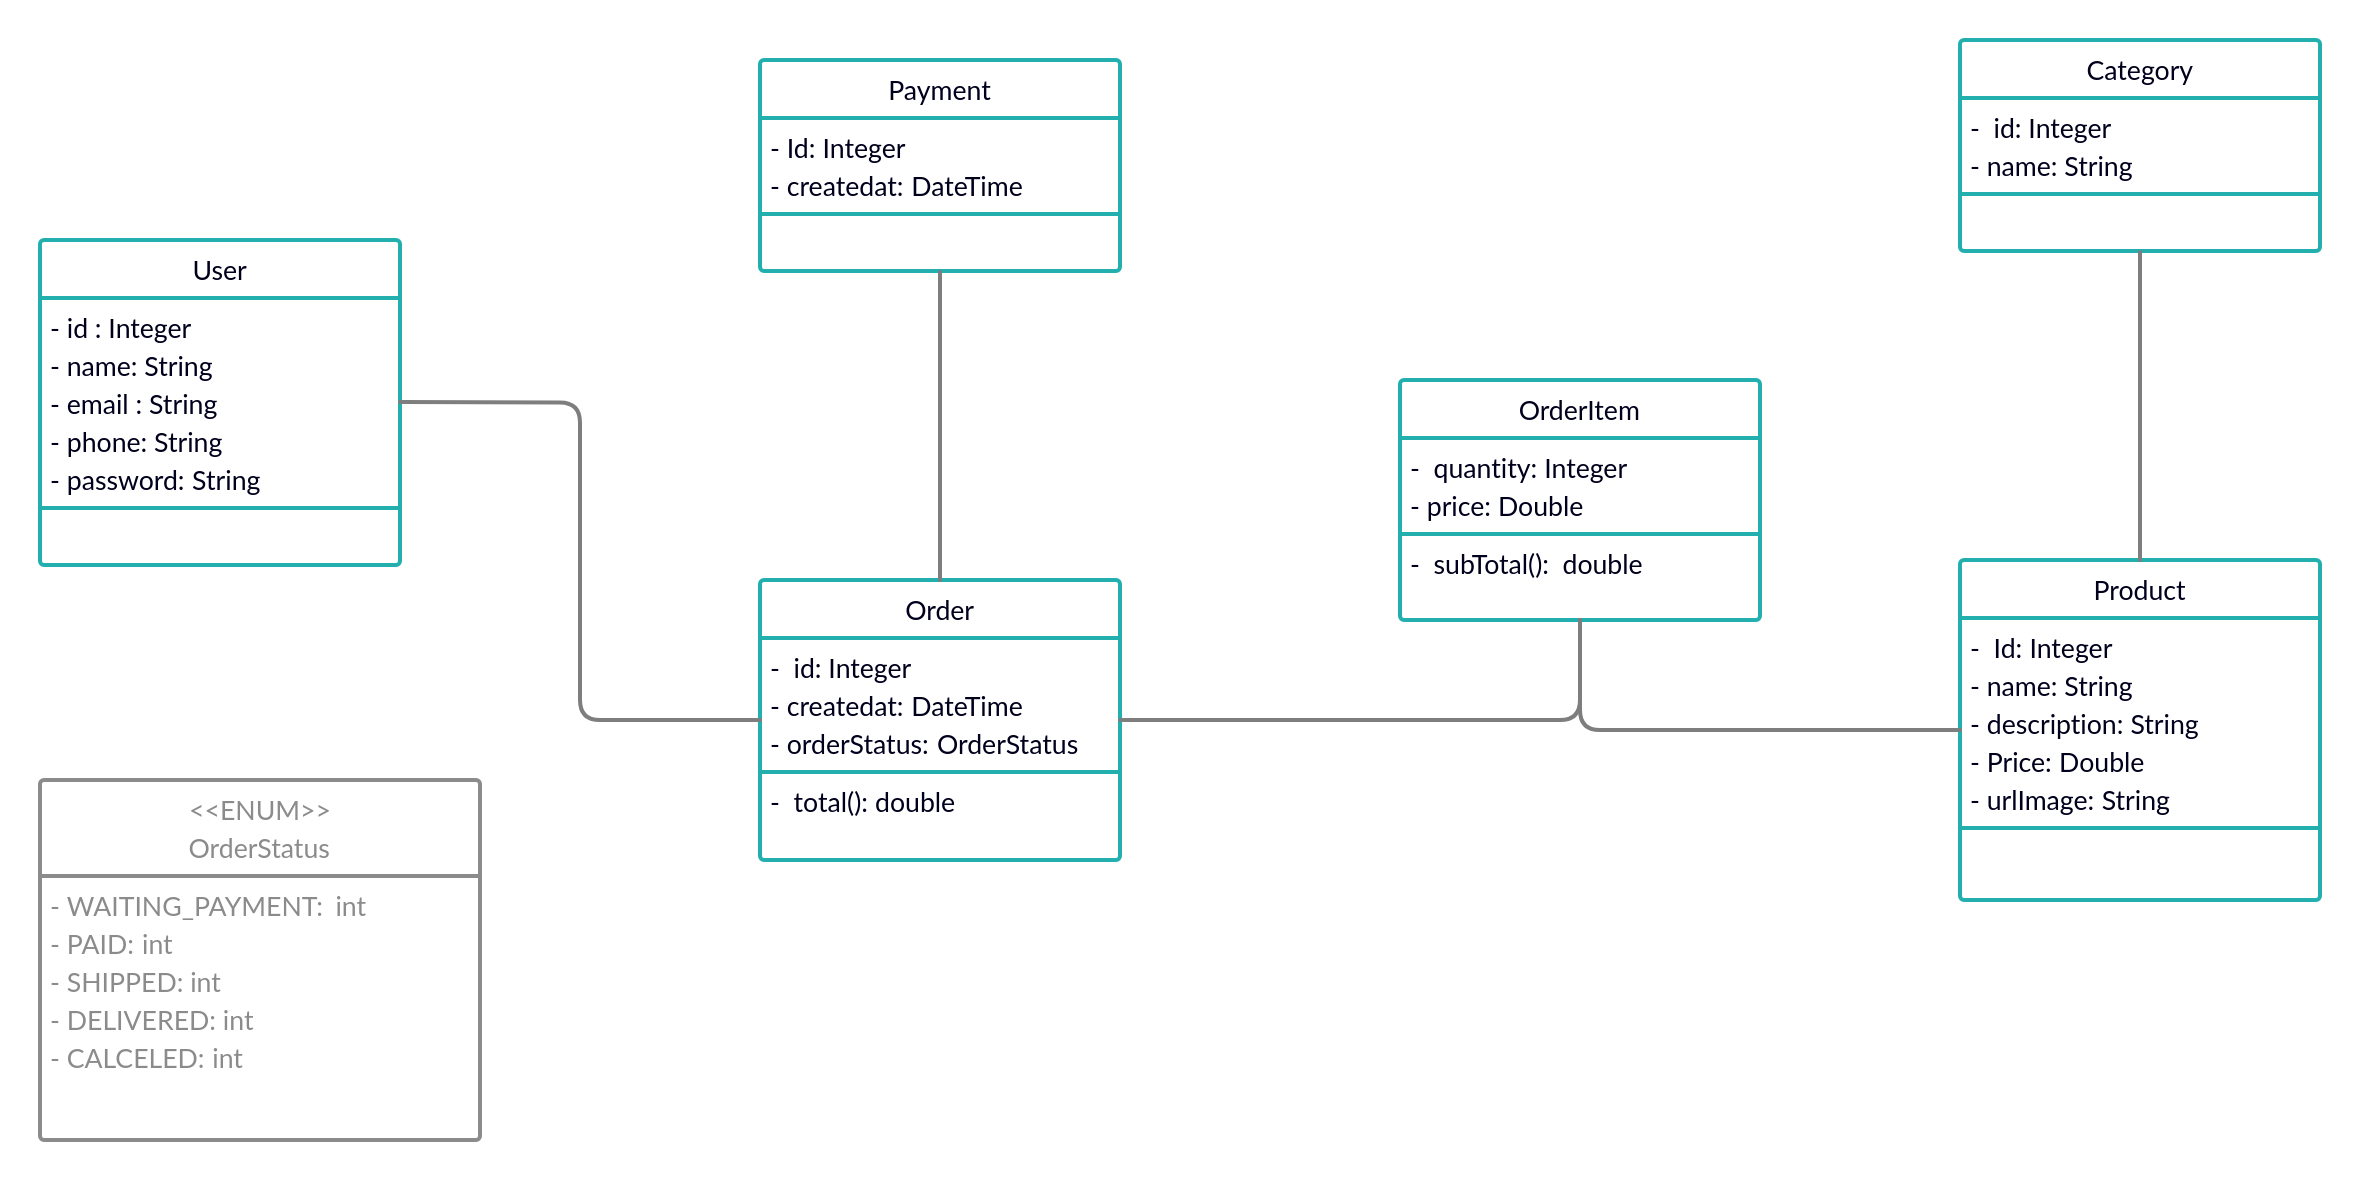 User
- id : Integer
- name: String
- email : String
- phone: String
- password: String
<<ENUM>>
OrderStatus
- WAITING_PAYMENT:  int
- PAID: int
- SHIPPED: int
- DELIVERED: int
- CALCELED: int
Payment
- Id: Integer
- createdat: DateTime
Order
-  id: Integer
- createdat: DateTime
- orderStatus: OrderStatus
-  total(): double
OrderItem
-  quantity: Integer
- price: Double
-  subTotal():  double
Category
-  id: Integer
- name: String
Product
-  Id: Integer
- name: String
- description: String
- Price: Double
- urlImage: String